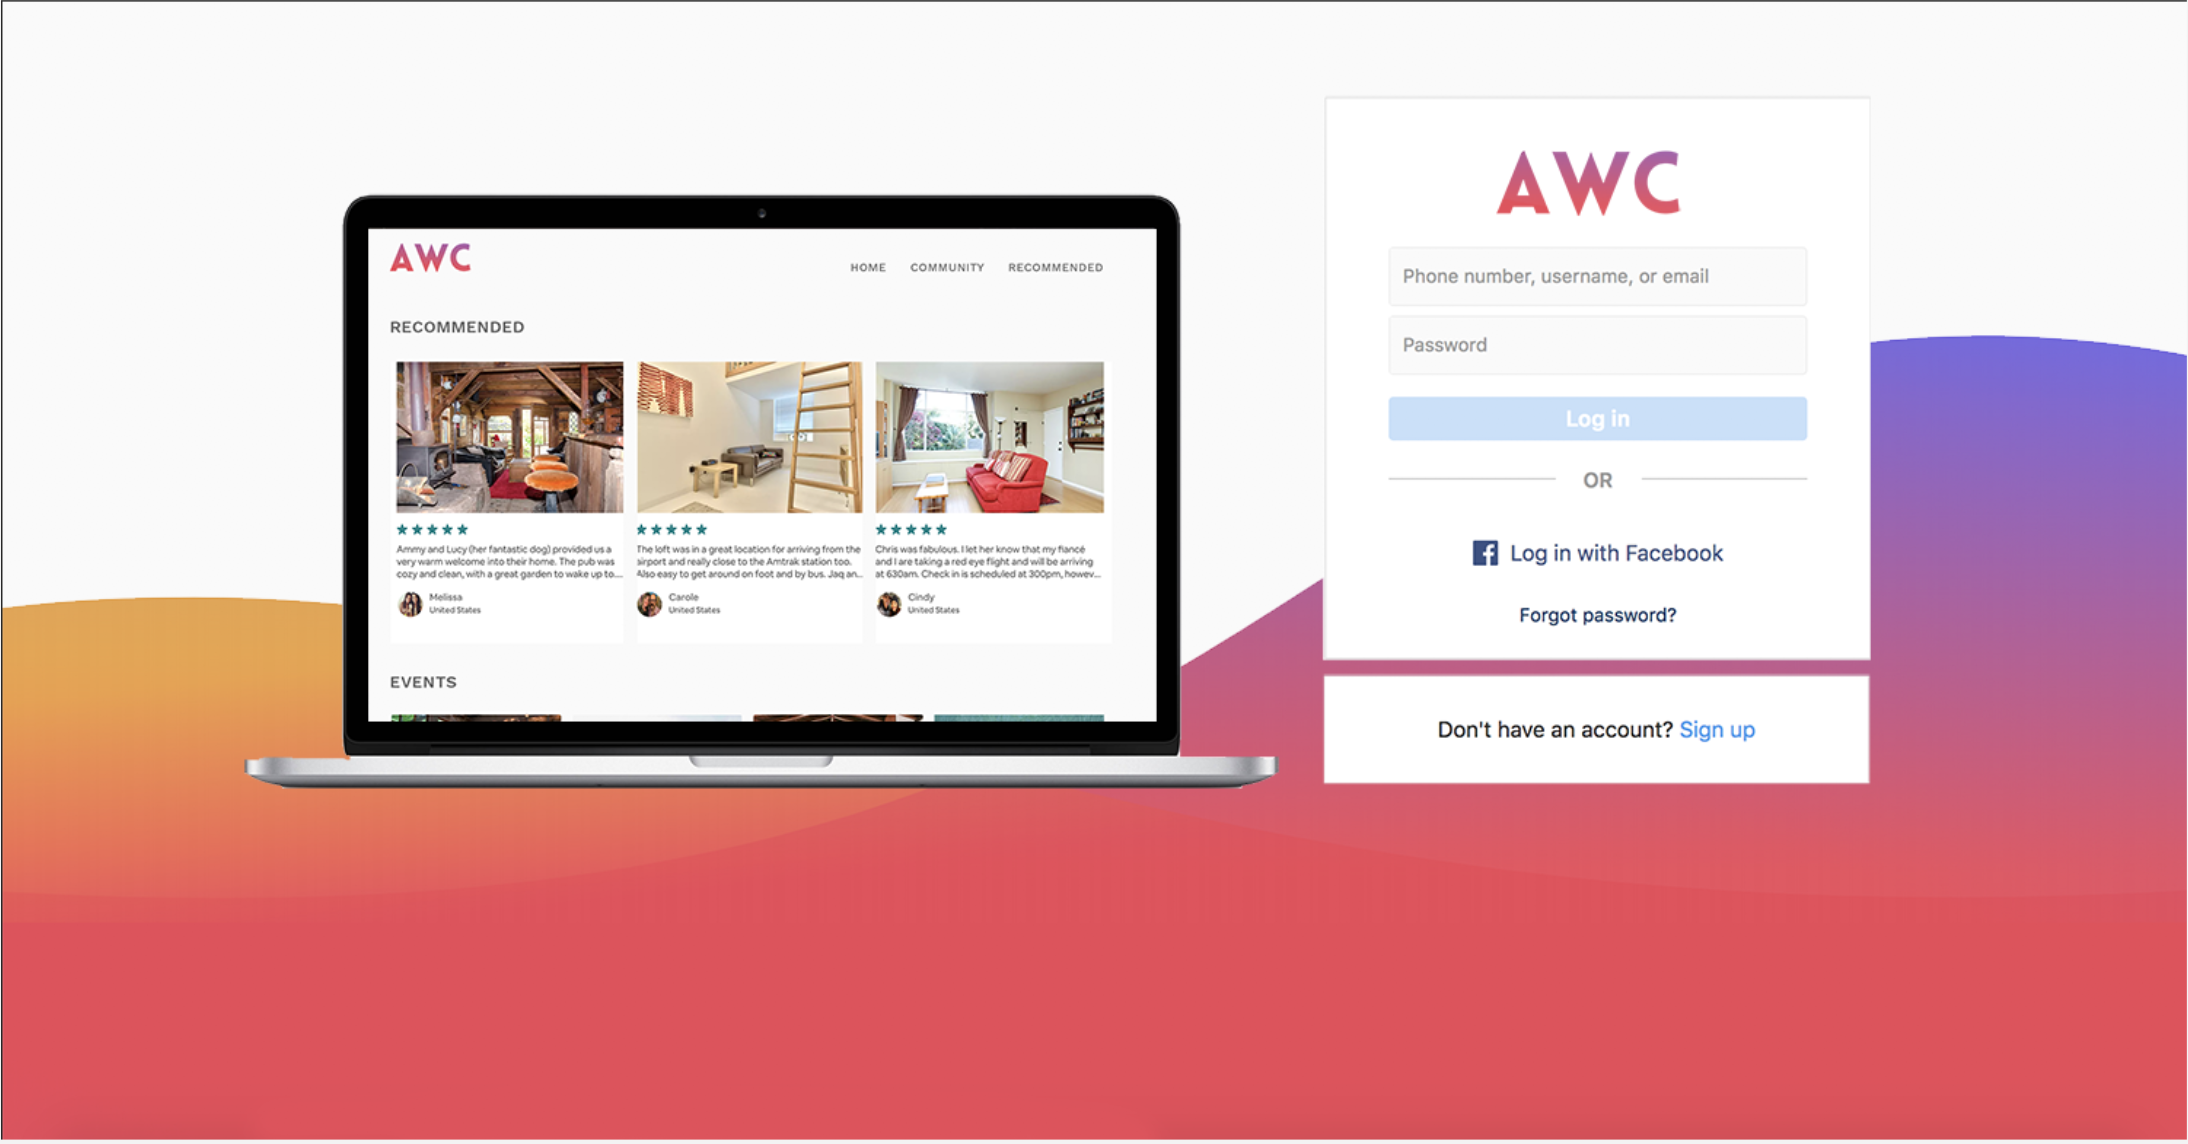 AWC
HOME COMMUNITY RECOMMENDED
RECOMMENDED
Ammy and Lucy (her fantastic dog) provided us a
very warm welcome into their home. The pub was
cozy and clean, with a great garden to wake up to....
Melissa
United States
The loft was in a great location for arriving from the
airport and really close to the Amtrak station too.
Also easy to get around on foot and by bus. Jaq an...
Carole
United States
Chris was fabulous. I let her know that my fiancé
and I are taking a red eye flight and will be arriving
at 630am. Check in is scheduled at 300pm, howev...
Cindy
United States
EVENTS
AWC
Phone number, username, or email
Password
Log in
OR
Log in with Facebook
Forgot password?
Don't have an account? Sign up